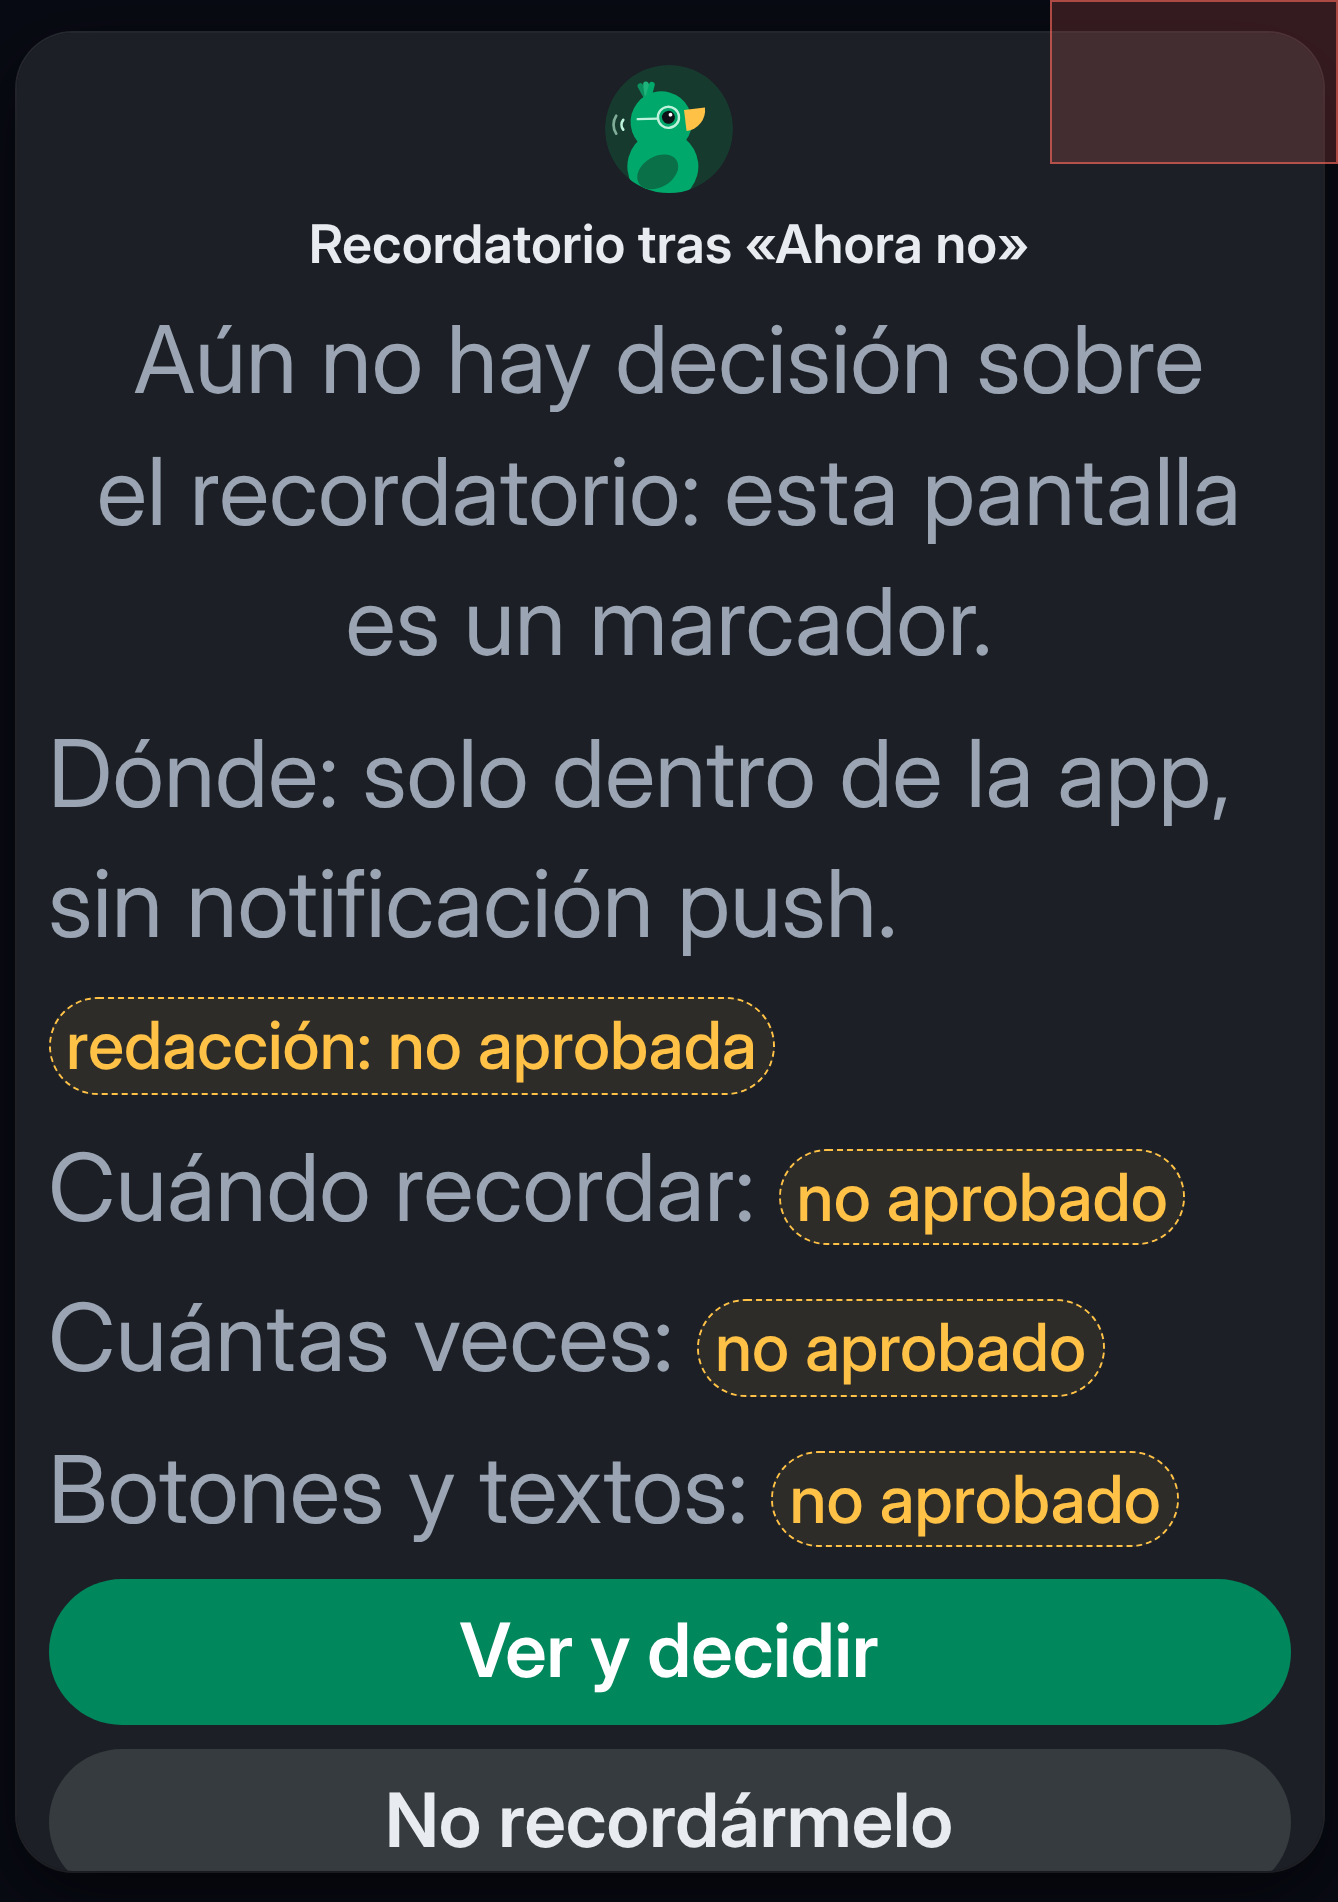 Recordatorio tras «Ahora no»
Aún no hay decisión sobre
el recordatorio: esta pantalla
es un marcador.
Dónde: solo dentro de la app,
sin notificación push.
redacción: no aprobada
Cuándo recordar: no aprobado
Cuántas veces: no aprobado
Botones y textos: no aprobado
Ver y decidir
No recordármelo